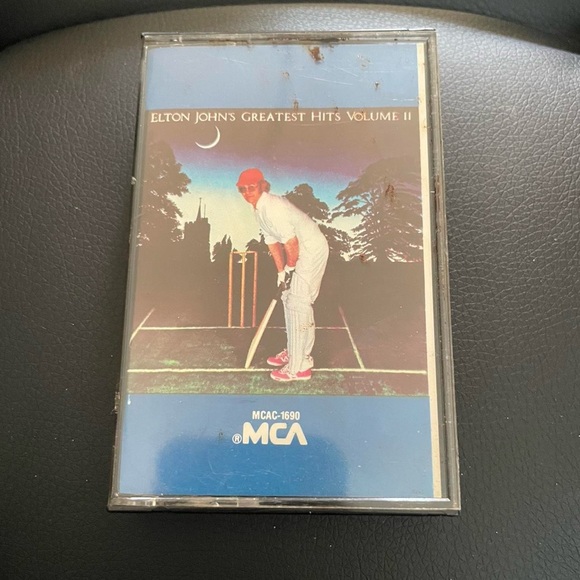 ELTON JOHN'S GREATEST HITS VOLUME II
MCAC-1690
®MCA